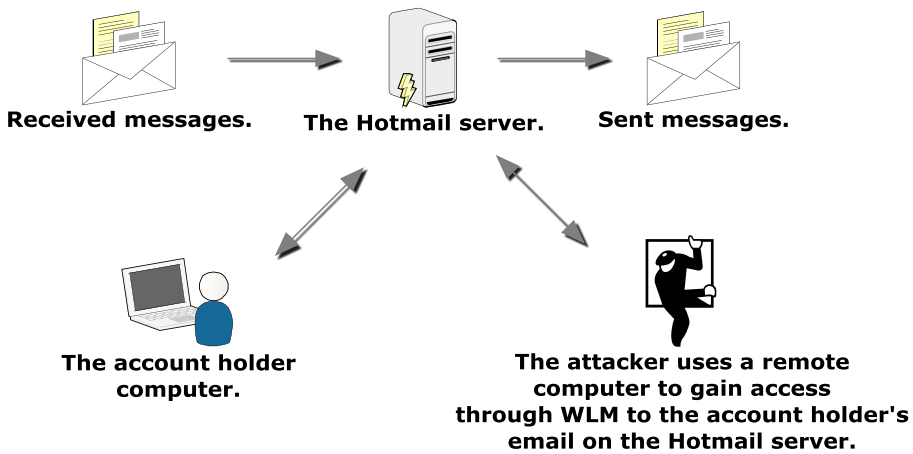 Received messages.
The Hotmail server.
Sent messages.
The account holder
computer.
The attacker uses a remote
computer to gain access
through WLM to the account holder's
email on the Hotmail server.